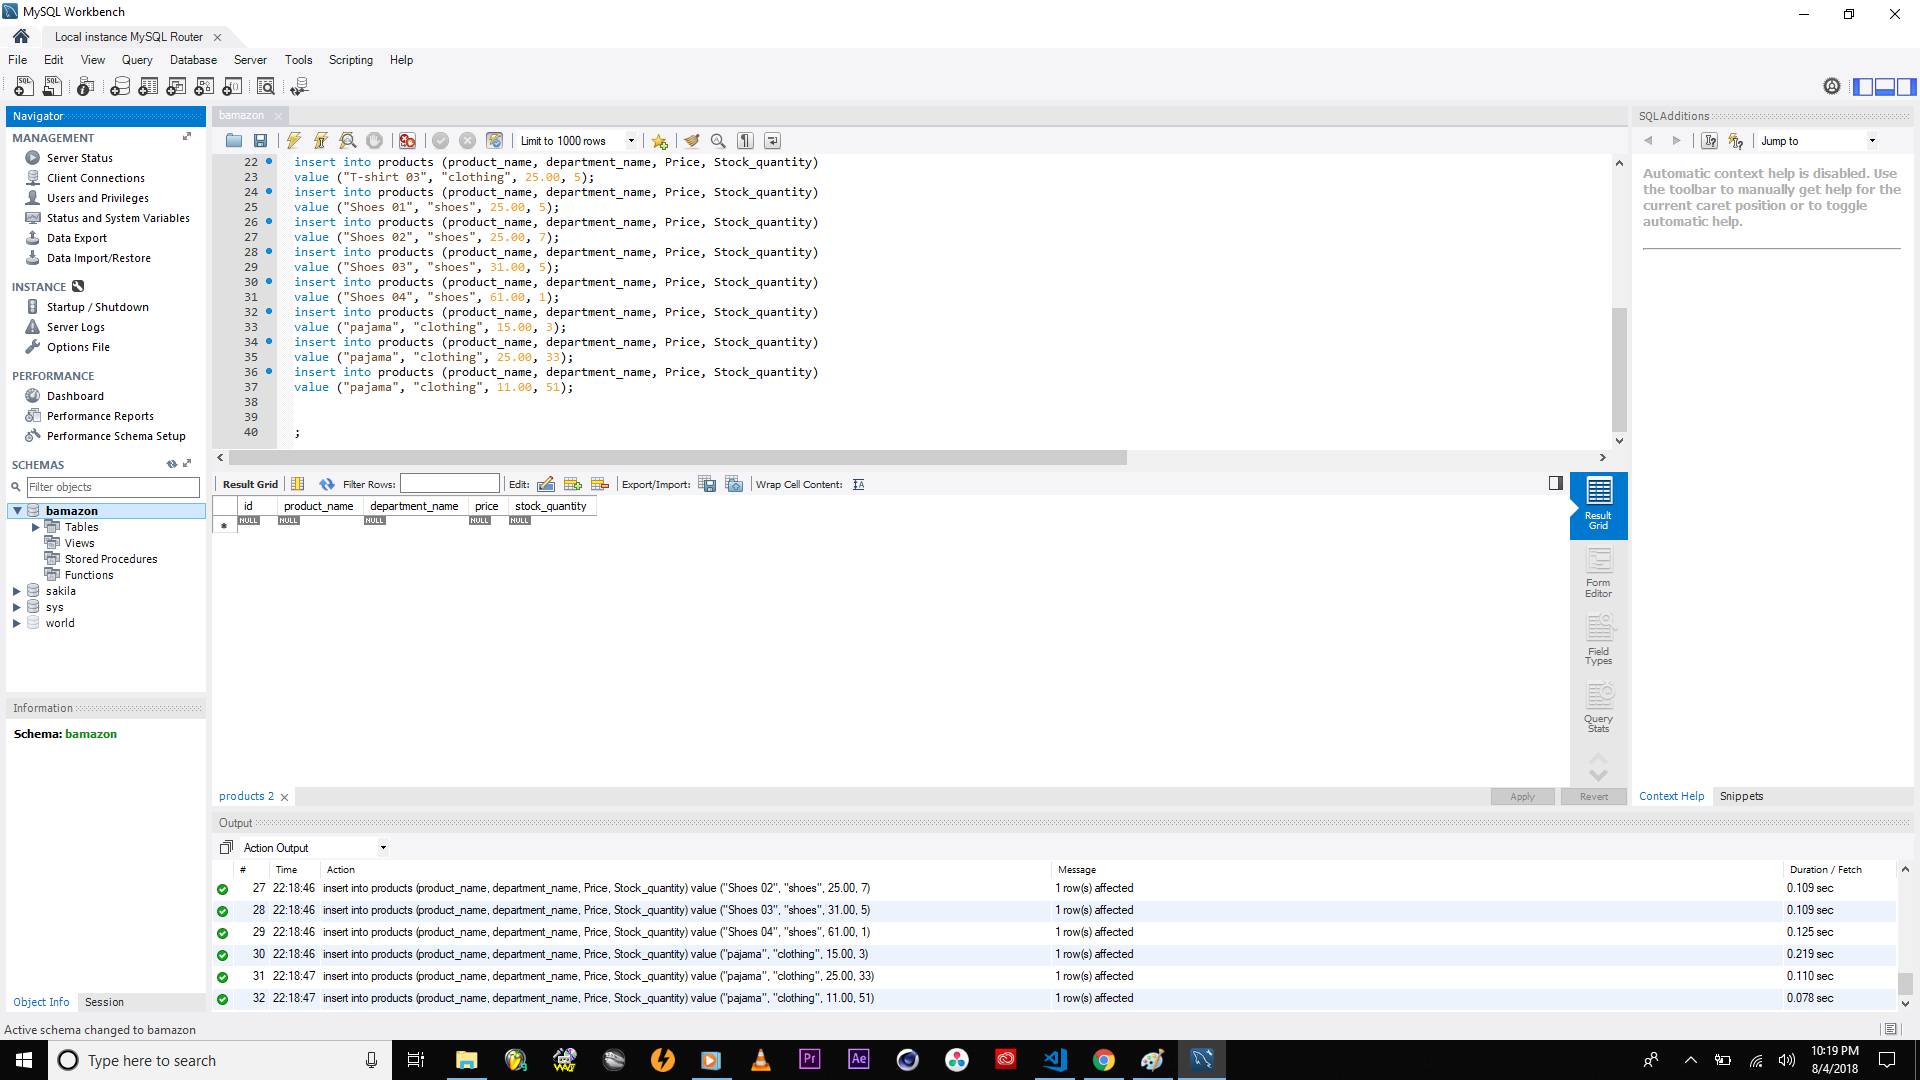 MySQL Workbench
Local instance MySQL Router
File Edit View Query Database Server Tools Scripting Help
Navigator
MANAGEMENT
Server Status
Client Connections
Users and Privileges
Status and System Variables
Data Export
Data Import/Restore
INSTANCE
Startup / Shutdown
Server Logs
Options File
PERFORMANCE
Dashboard
Performance Reports
Performance Schema Setup
SCHEMAS
Filter objects
bamazon
Tables
Views
Stored Procedures
Functions
sakila
sys
world
Information
Schema: bamazon
Object Info Session
bamazon
Limit to 1000 rows
22 insert into products (product_name, department_name, Price, Stock_quantity)
23 value ("T-shirt 03", "clothing", 25.00, 5);
24 insert into products (product_name, department_name, Price, Stock_quantity)
25 value ("Shoes 01", "shoes", 25.00, 5);
26 insert into products (product_name, department_name, Price, Stock_quantity)
27 value ("Shoes 02", "shoes", 25.00, 7);
28 insert into products (product_name, department_name, Price, Stock_quantity)
29 value ("Shoes 03", "shoes", 31.00, 5);
30 insert into products (product_name, department_name, Price, Stock_quantity)
31 value ("Shoes 04", "shoes", 61.00, 1);
32 insert into products (product_name, department_name, Price, Stock_quantity)
33 value ("pajama", "clothing", 15.00, 3);
34 insert into products (product_name, department_name, Price, Stock_quantity)
35 value ("pajama", "clothing", 25.00, 33);
36 insert into products (product_name, department_name, Price, Stock_quantity)
37 value ("pajama", "clothing", 11.00, 51);
38
39
40 ;
Result Grid Filter Rows: Edit: Export/Import: Wrap Cell Content:
id product_name department_name price stock_quantity
NULL NULL NULL NULL NULL
Result Grid
Form Editor
Field Types
Query Stats
products 2 Apply Revert
SQLAdditions
Jump to
Automatic context help is disabled. Use
the toolbar to manually get help for the
current caret position or to toggle
automatic help.
Context Help Snippets
Output
Action Output
# Time Action Message Duration / Fetch
27 22:18:46 insert into products (product_name, department_name, Price, Stock_quantity) value ("Shoes 02", "shoes", 25.00, 7) 1 row(s) affected 0.109 sec
28 22:18:46 insert into products (product_name, department_name, Price, Stock_quantity) value ("Shoes 03", "shoes", 31.00, 5) 1 row(s) affected 0.109 sec
29 22:18:46 insert into products (product_name, department_name, Price, Stock_quantity) value ("Shoes 04", "shoes", 61.00, 1) 1 row(s) affected 0.125 sec
30 22:18:46 insert into products (product_name, department_name, Price, Stock_quantity) value ("pajama", "clothing", 15.00, 3) 1 row(s) affected 0.219 sec
31 22:18:47 insert into products (product_name, department_name, Price, Stock_quantity) value ("pajama", "clothing", 25.00, 33) 1 row(s) affected 0.110 sec
32 22:18:47 insert into products (product_name, department_name, Price, Stock_quantity) value ("pajama", "clothing", 11.00, 51) 1 row(s) affected 0.078 sec
Active schema changed to bamazon
Type here to search
Pr Ae
10:19 PM
8/4/2018